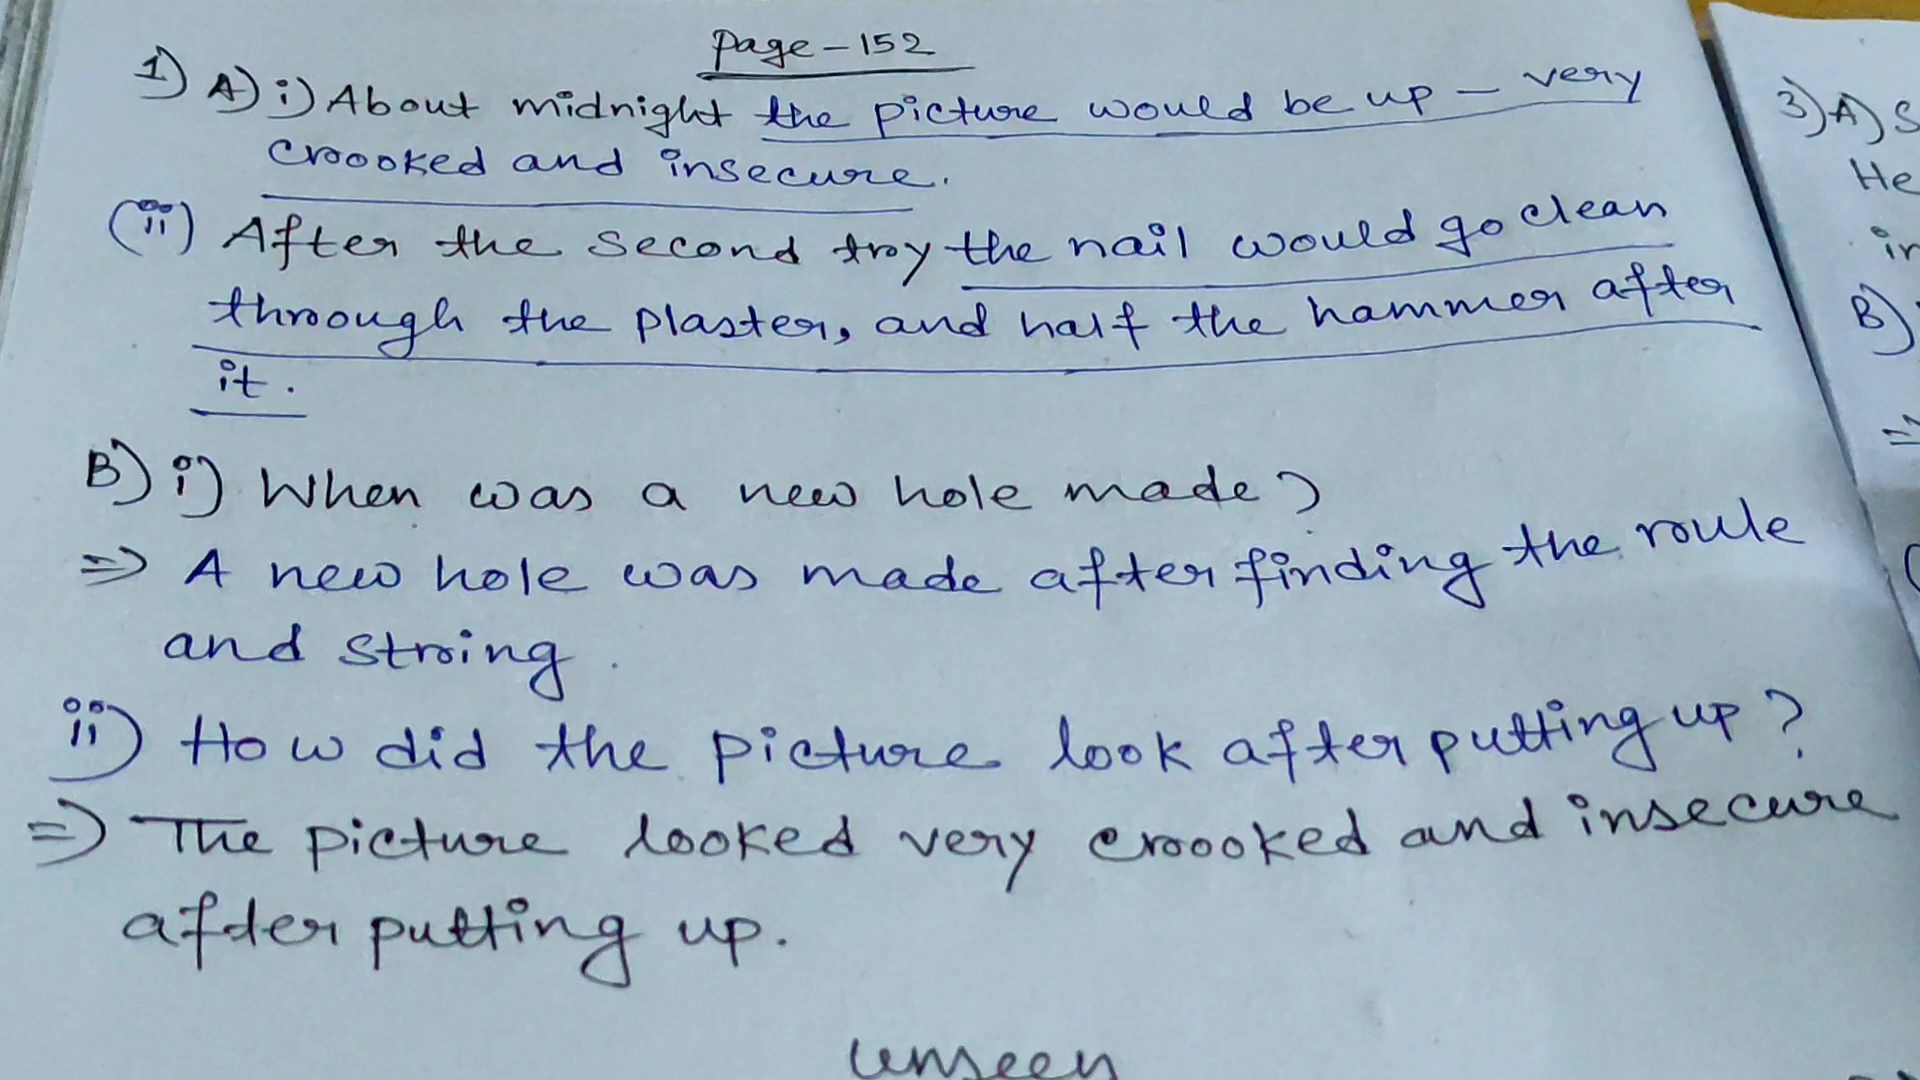 Page-152
1) A) i) About midnight the picture would be up - very
crooked and insecure.
(ii) After the second try the nail would go clean
through the plaster, and half the hammer after
it.
B) i) When was a new hole made?
=> A new hole was made after finding the roule
and string.
ii) How did the picture look after putting up?
=> The picture looked very crooked and insecure
after putting up.
unseen
3) A) S
He
in
B)
=>